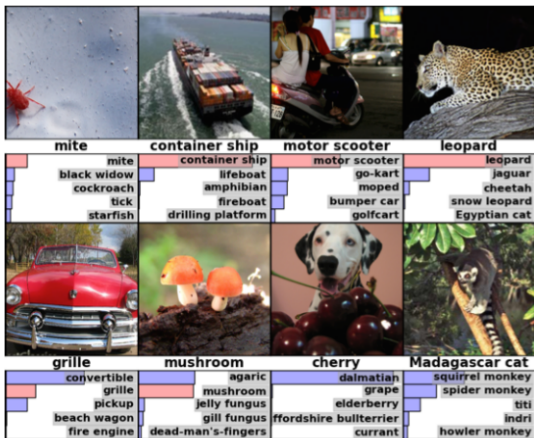 mite
container ship
motor scooter
leopard
mite
black widow
cockroach
tick
starfish
container ship
lifeboat
amphibian
fireboat
drilling platform
motor scooter
go-kart
moped
bumper car
golfcart
leopard
jaguar
cheetah
snow leopard
Egyptian cat
grille
mushroom
cherry
Madagascar cat
convertible
grille
pickup
beach wagon
fire engine
agaric
mushroom
jelly fungus
gill fungus
dead-man's-fingers
dalmatian
grape
elderberry
ffordshire bullterrier
currant
squirrel monkey
spider monkey
titi
indri
howler monkey